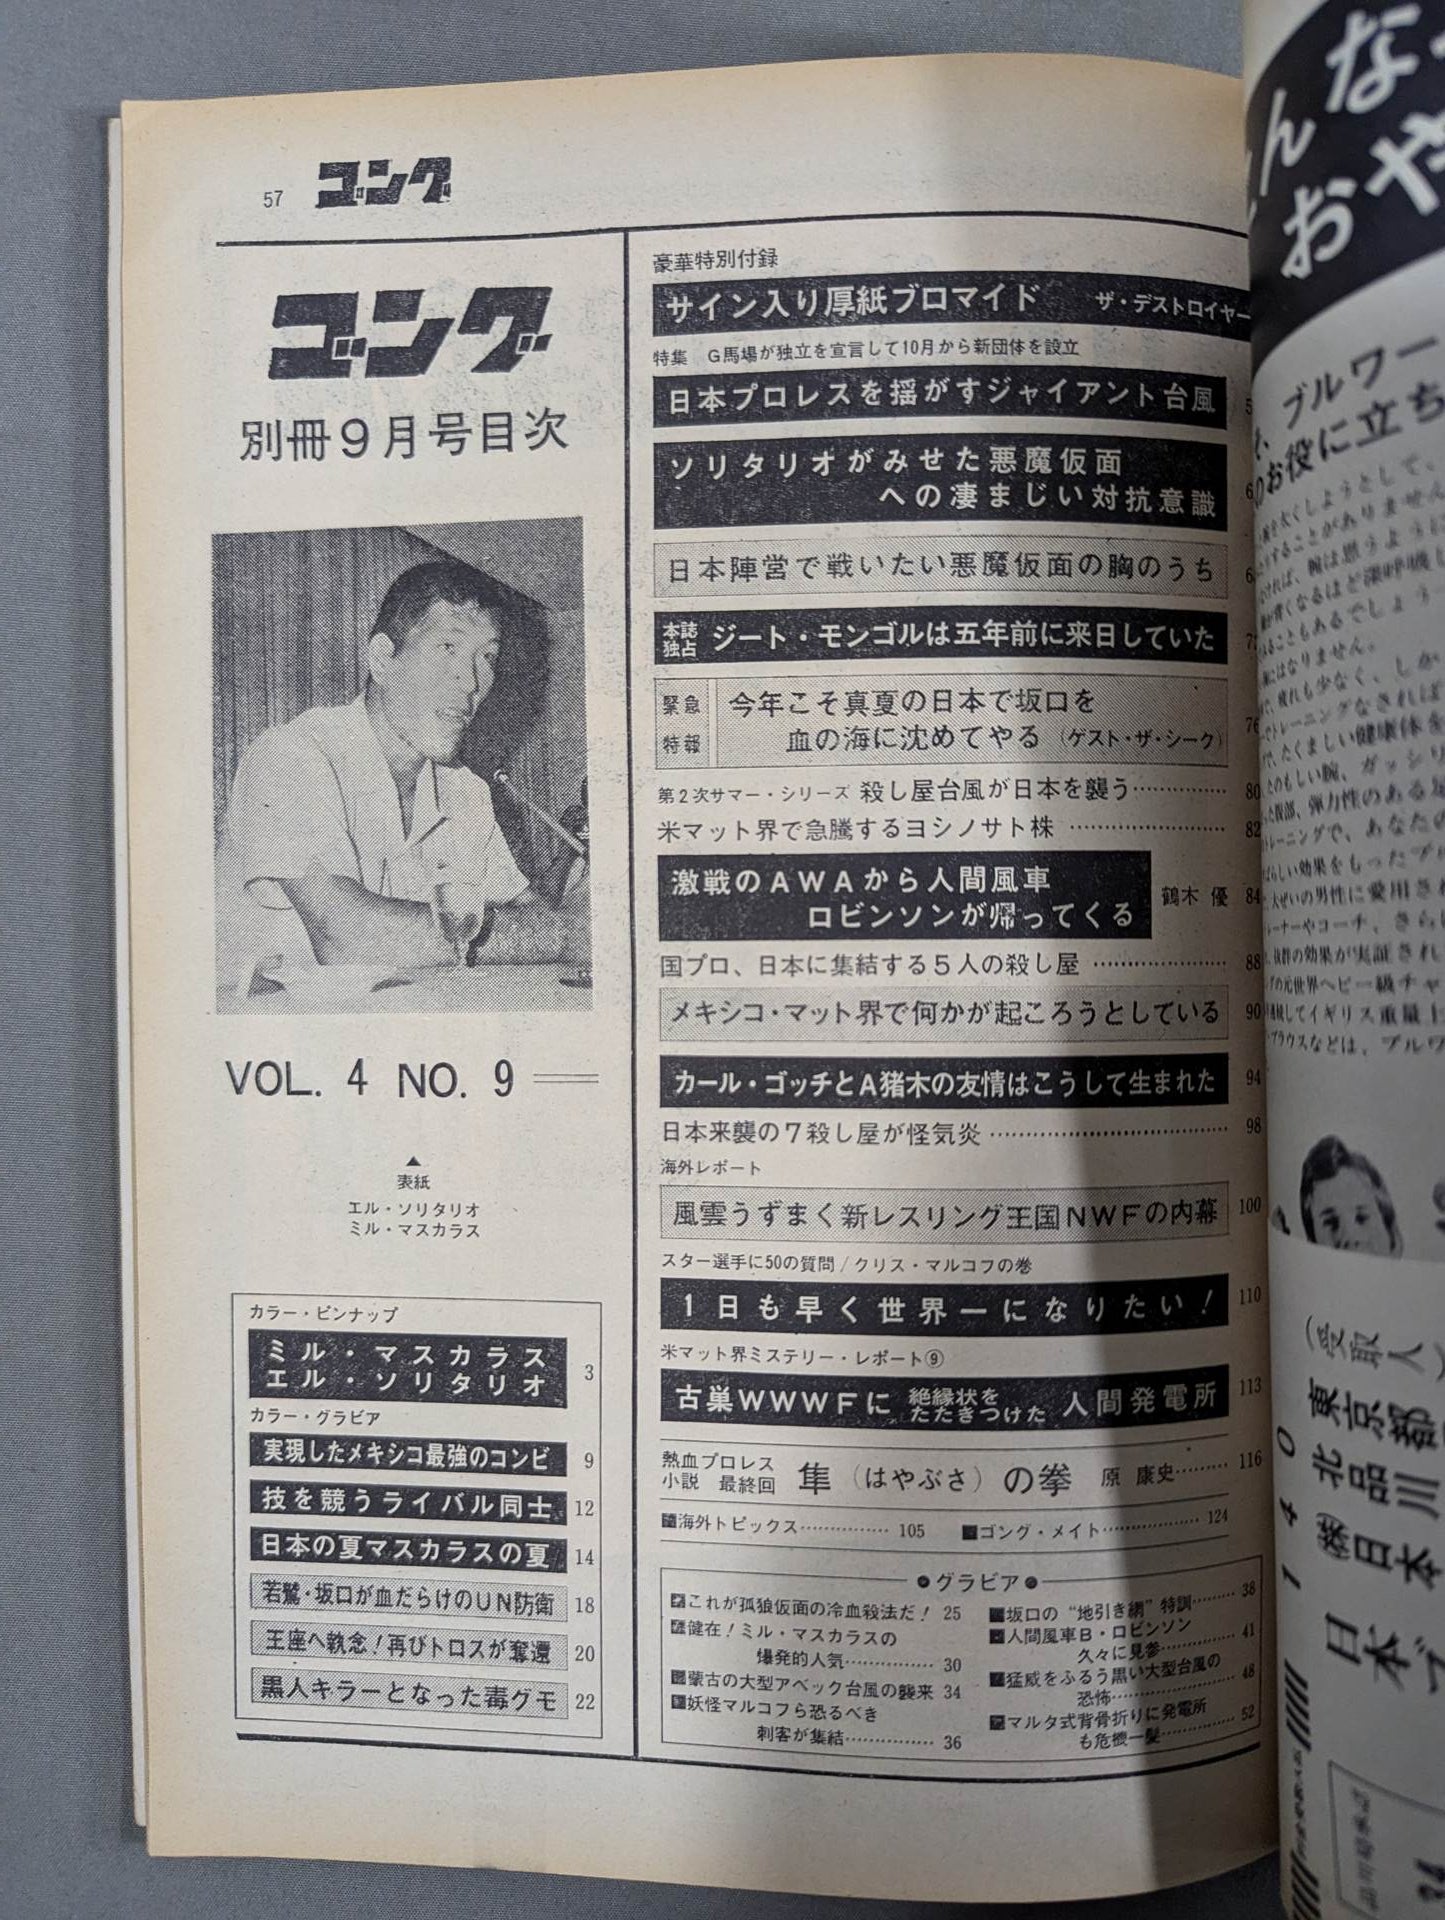 57 ゴング
ゴング
別冊9月号目次
VOL. 4 NO. 9
▲
表紙
エル・ソリタリオ
ミル・マスカラス
カラー・ピンナップ
ミル・マスカラス
エル・ソリタリオ 3
カラー・グラビア
実現したメキシコ最強のコンビ 9
技を競うライバル同士 12
日本の夏マスカラスの夏 14
若鷲・坂口が血だらけのUN防衛 18
王座へ執念!再びトロスが奪還 20
黒人キラーとなった毒グモ 22
豪華特別付録
サイン入り厚紙ブロマイド ザ・デストロイヤー
特集 G馬場が独立を宣言して10月から新団体を設立
日本プロレスを揺がすジャイアント台風
ソリタリオがみせた悪魔仮面
への凄まじい対抗意識
日本陣営で戦いたい悪魔仮面の胸のうち
本誌独占 ジート・モンゴルは五年前に来日していた
緊急特報 今年こそ真夏の日本で坂口を
血の海に沈めてやる(ゲスト・ザ・シーク) 76
第2次サマー・シリーズ 殺し屋台風が日本を襲う…………… 80
米マット界で急騰するヨシノサト株 …………………… 82
激戦のAWAから人間風車
ロビンソンが帰ってくる 鶴木 優 84
国プロ、日本に集結する5人の殺し屋 ………………… 88
メキシコ・マット界で何かが起ころうとしている 90
カール・ゴッチとA猪木の友情はこうして生まれた 94
日本来襲の7殺し屋が怪気炎………………………………… 98
海外レポート
風雲うずまく新レスリング王国NWFの内幕 100
スター選手に50の質問/クリス・マルコフの巻
1日も早く世界一になりたい! 110
米マット界ミステリー・レポート⑨
古巣WWWFに絶縁状をたたきつけた人間発電所 113
熱血プロレス小説 最終回 隼(はやぶさ)の拳 原 康史……… 116
海外トピックス…………… 105 ゴング・メイト……………… 124
●グラビア●
これが孤狼仮面の冷血殺法だ! 25
健在!ミル・マスカラスの
爆発的人気…………… 30
蒙古の大型アベック台風の襲来 34
妖怪マルコフら恐るべき
刺客が集結…………… 36
坂口の“地引き網”特訓……… 38
人間風車B・ロビンソン
久々に見参…………… 41
猛威をふるう黒い大型台風の
恐怖……………… 48
マルタ式背骨折りに発電所
も危機一髪…………… 52
んな
おや
ブルワー
のお役に立ち
(受取人)
東京都
北品川
㈱日本
日本
ブ